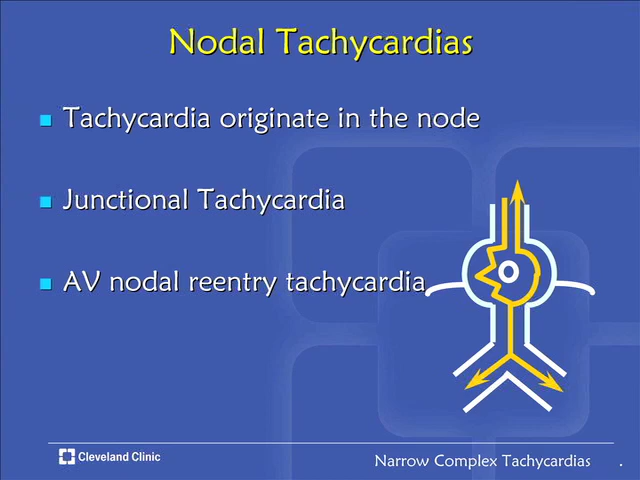 Nodal Tachycardias
Tachycardia originate in the node
Junctional Tachycardia
AV nodal reentry tachycardia
Cleveland Clinic
Narrow Complex Tachycardias .